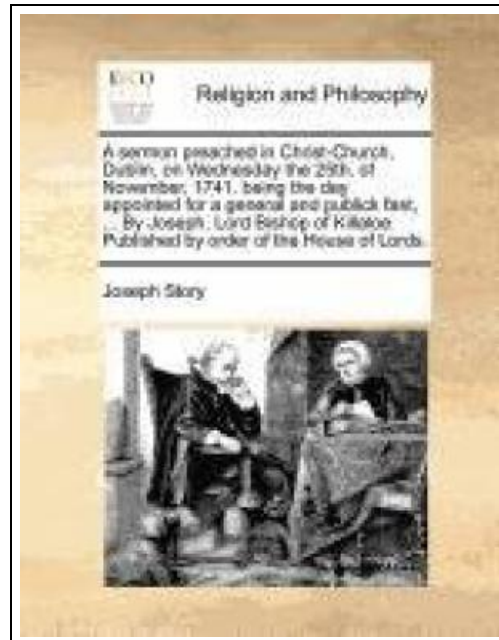 ECCO
Religion and Philosophy
A sermon preached in Christ-Church,
Dublin, on Wednesday the 25th. of
November, 1741. being the day
appointed for a general and publick fast,
... By Joseph, Lord Bishop of Killaloe.
Published by order of the House of Lords.
Joseph Story